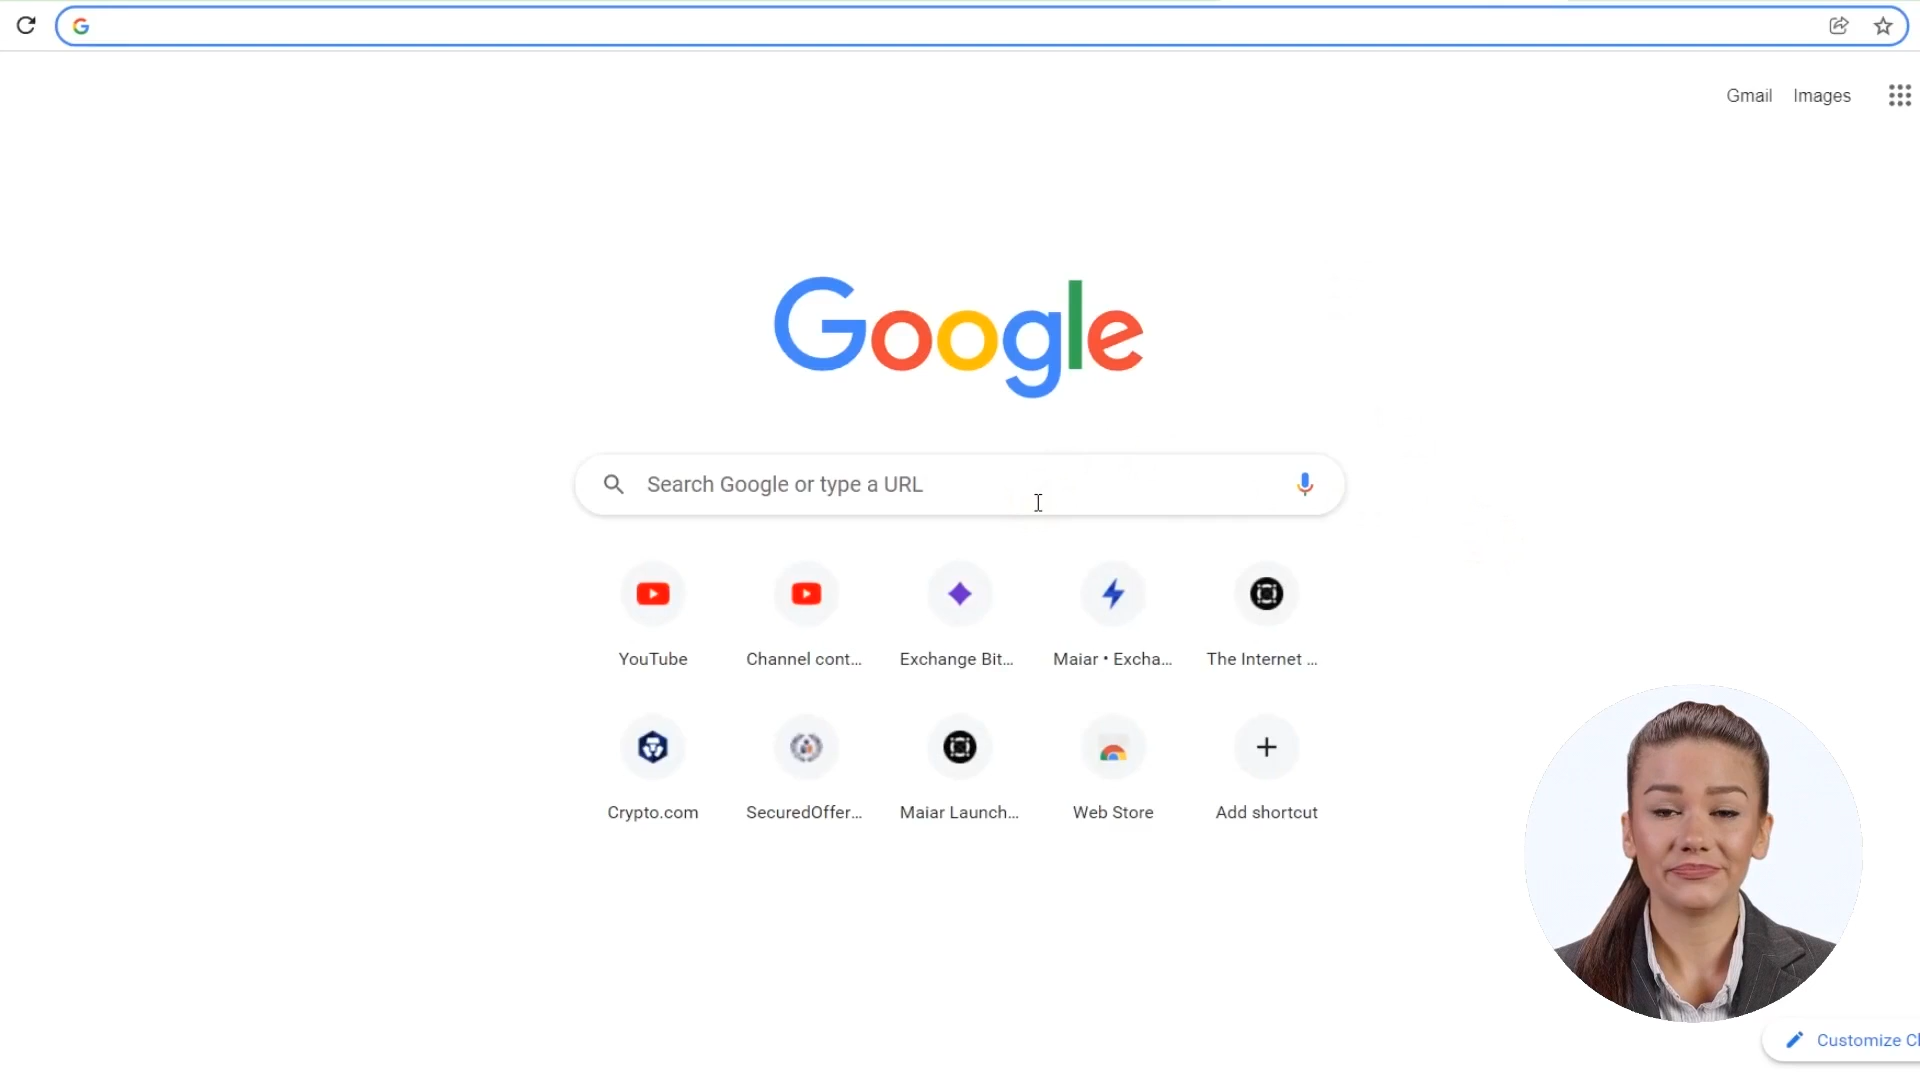 Gmail Images
Google
Search Google or type a URL
YouTube
Channel cont...
Exchange Bit...
Maiar • Excha...
The Internet ...
Crypto.com
SecuredOffer...
Maiar Launch...
Web Store
Add shortcut
Customize Ch